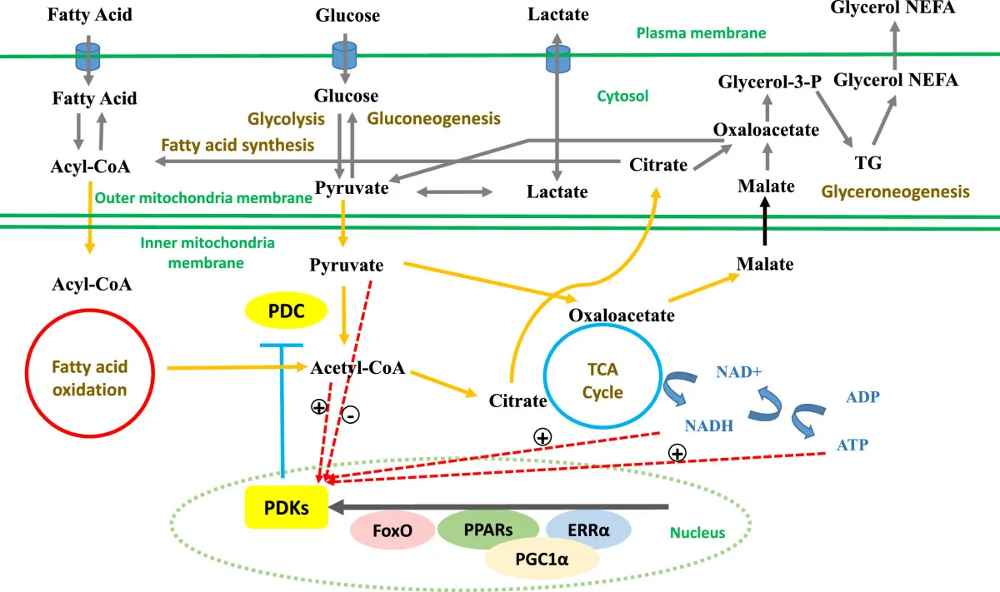 Fatty Acid
Glucose
Lactate
Glycerol NEFA
Plasma membrane
Fatty Acid
Glucose
Cytosol
Glycerol-3-P
Glycerol NEFA
Glycolysis
Gluconeogenesis
Oxaloacetate
Fatty acid synthesis
Acyl-CoA
Citrate
TG
Pyruvate
Lactate
Malate
Glyceroneogenesis
Outer mitochondria membrane
Inner mitochondria
membrane
Pyruvate
Malate
Acyl-CoA
PDC
Oxaloacetate
Fatty acid
oxidation
Acetyl-CoA
TCA
Cycle
NAD+
Citrate
ADP
NADH
+
-
+
+
ATP
PDKs
FoxO
PPARs
ERRα
Nucleus
PGC1α